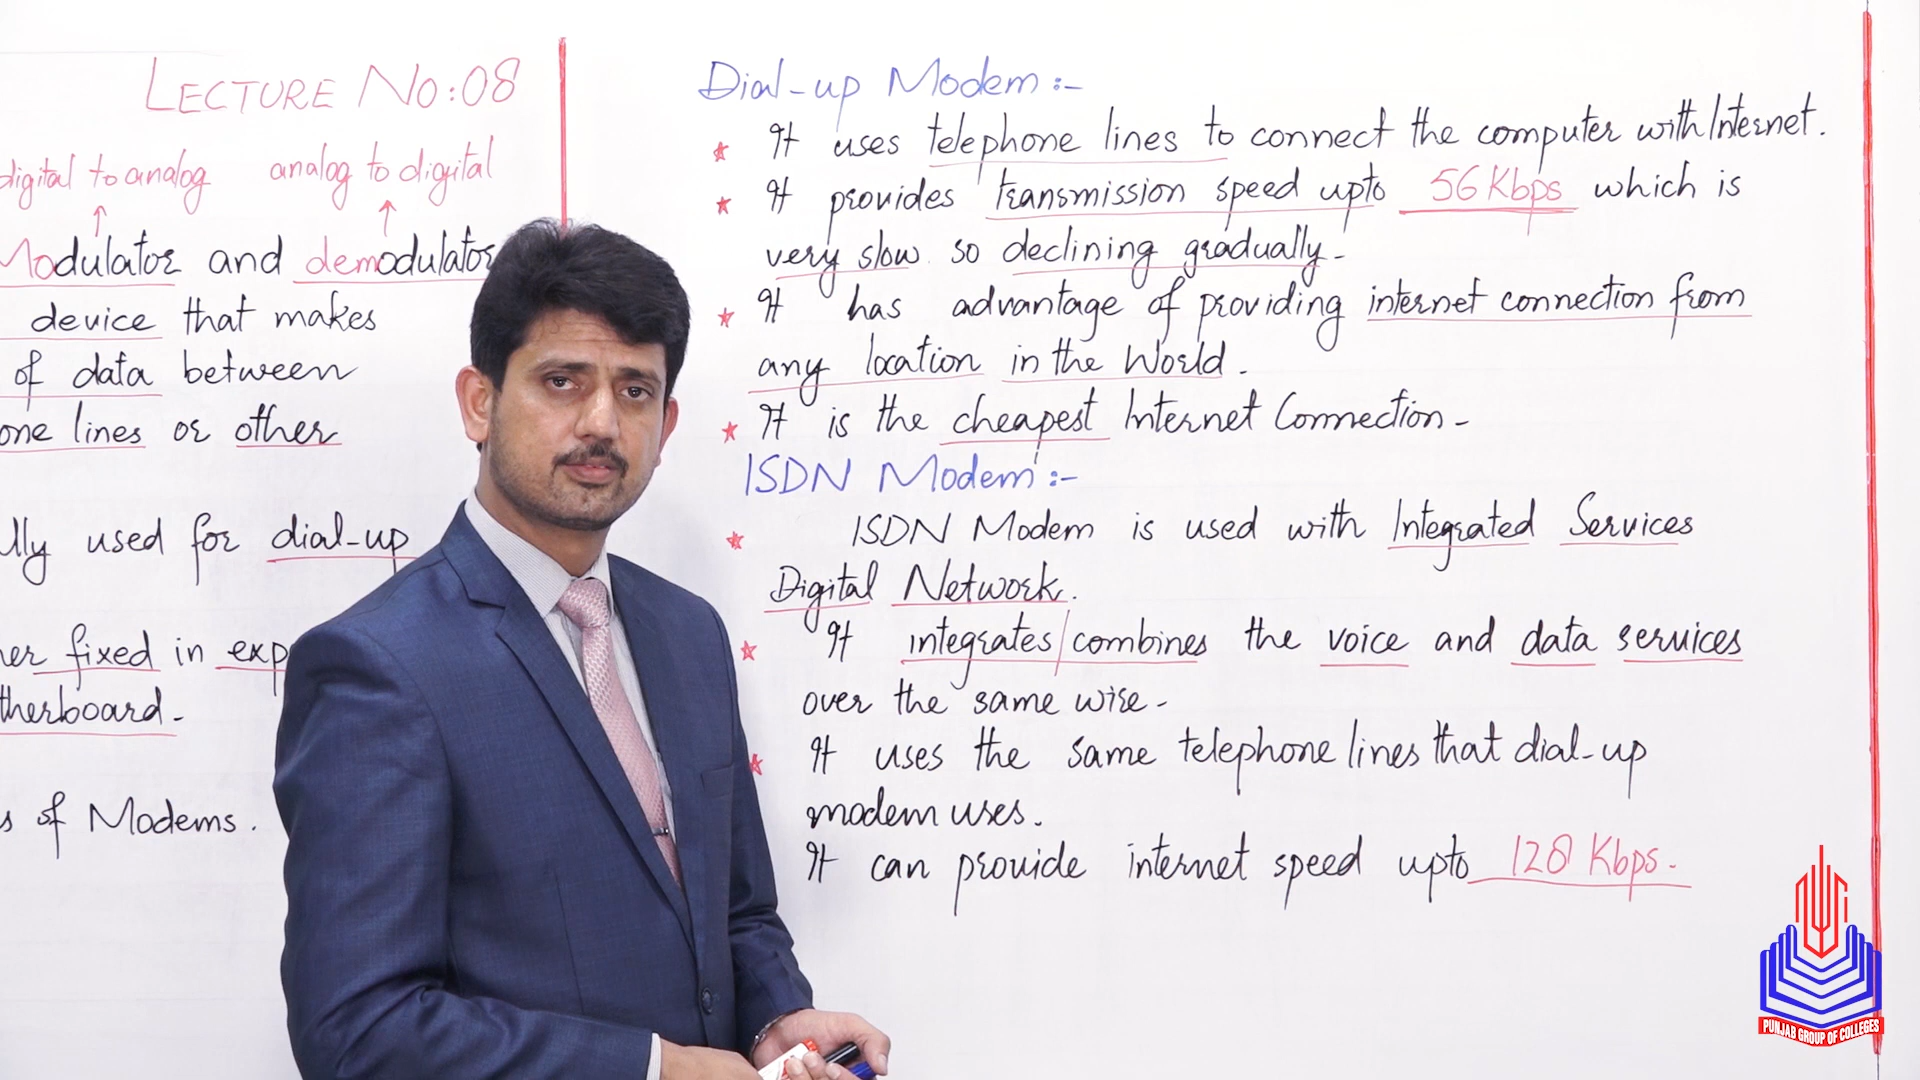 LECTURE NO:08
digital to analog analog to digital
Modulator and demodulator
device that makes
of data between
one lines or other
lly used for dial-up
her fixed in exp
therboard.
s of Modems.
Dial-up Modem:-
It uses telephone lines to connect the computer with Internet.
It provides transmission speed upto 56 Kbps which is
very slow so declining gradually.
It has advantage of providing internet connection from
any location in the World.
It is the cheapest Internet Connection.
ISDN Modem:-
ISDN Modem is used with Integrated Services
Digital Network.
It integrates/combines the voice and data services
over the same wire.
It uses the same telephone lines that dial-up
modem uses.
It can provide internet speed upto 128 Kbps.
PUNJAB GROUP OF COLLEGES